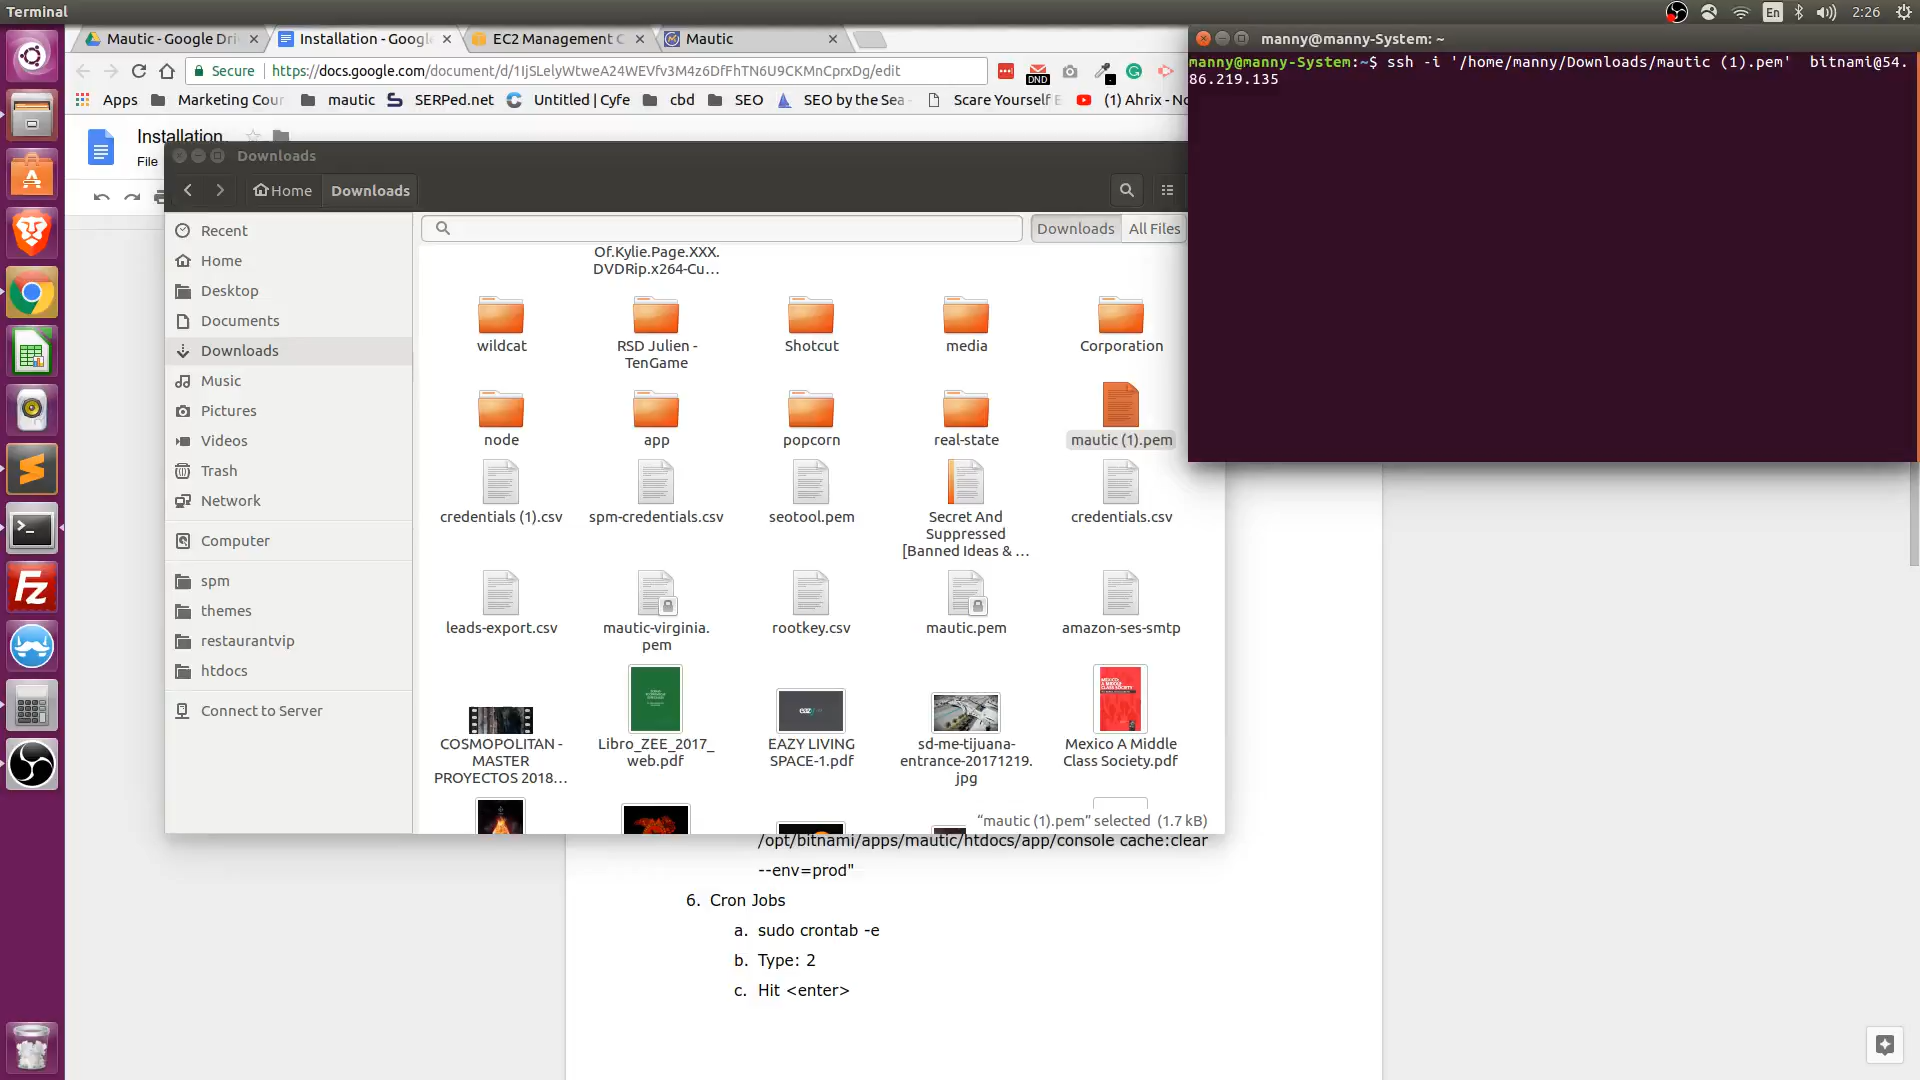 Terminal
En
2:26
Mautic - Google Dri
Installation - Google
EC2 Management C
Mautic
Secure
https://docs.google.com/document/d/1IjSLelyWtweA24WEVfv3M4z6DfFhTN6U9CKMnCprxDg/edit
DND
Apps
Marketing Cou
mautic
SERPed.net
Untitled | Cyfe
cbd
SEO
SEO by the Sea
Scare Yourself E
(1) Ahrix - No
Installation
File
manny@manny-System: ~
manny@manny-System:~$ ssh -i '/home/manny/Downloads/mautic (1).pem'  bitnami@54.
86.219.135
Downloads
Home
Downloads
Downloads
All Files
Recent
Home
Desktop
Documents
Downloads
Music
Pictures
Videos
Trash
Network
Computer
spm
themes
restaurantvip
htdocs
Connect to Server
Of.Kylie.Page.XXX.
DVDRip.x264-Cu...
wildcat
RSD Julien -
TenGame
Shotcut
media
Corporation
node
app
popcorn
real-state
mautic (1).pem
credentials (1).csv
spm-credentials.csv
seotool.pem
Secret And
Suppressed
[Banned Ideas & ...
credentials.csv
leads-export.csv
mautic-virginia.
pem
rootkey.csv
mautic.pem
amazon-ses-smtp
COSMOPOLITAN -
MASTER
PROYECTOS 2018...
Libro_ZEE_2017_
web.pdf
EAZY LIVING
SPACE-1.pdf
sd-me-tijuana-
entrance-20171219.
jpg
Mexico A Middle
Class Society.pdf
"mautic (1).pem" selected  (1.7 kB)
/opt/bitnami/apps/mautic/htdocs/app/console cache:clear
--env=prod"
6. Cron Jobs
a. sudo crontab -e
b. Type: 2
c. Hit <enter>